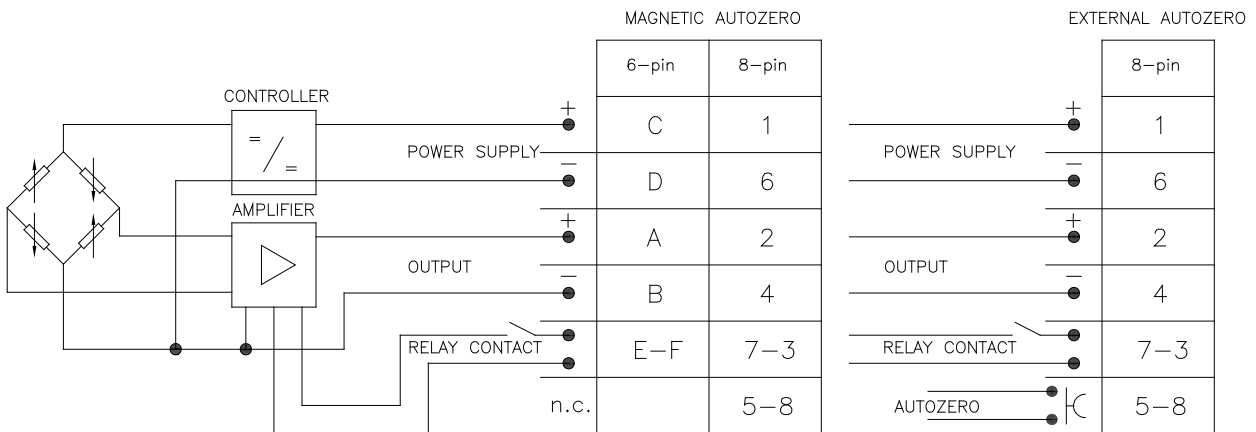 MAGNETIC AUTOZERO
EXTERNAL AUTOZERO
6-pin 8-pin
8-pin
CONTROLLER
= / =
+ C 1
+ 1
POWER SUPPLY
POWER SUPPLY
− D 6
− 6
AMPLIFIER
+ A 2
+ 2
OUTPUT
OUTPUT
− B 4
− 4
RELAY CONTACT E-F 7-3
RELAY CONTACT 7-3
n.c. 5-8
AUTOZERO 5-8